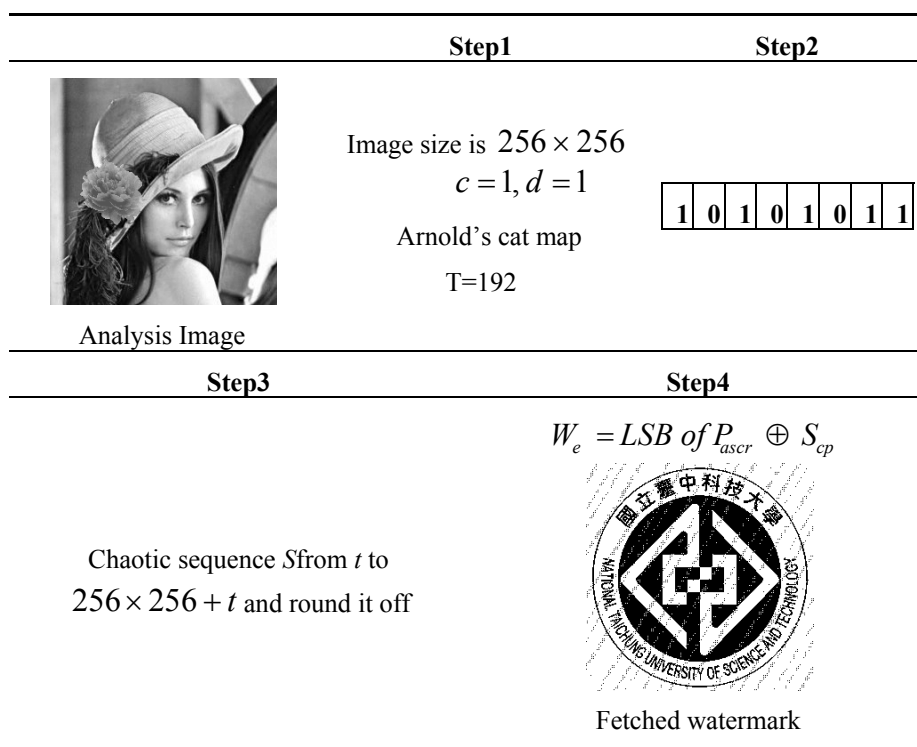 Step1
Step2
Image size is 256 × 256
c = 1, d = 1
Arnold's cat map
T=192
1 0 1 0 1 0 1 1
Analysis Image
Step3
Step4
W_e = LSB of P_ascr ⊕ S_cp
Chaotic sequence Sfrom t to
256 × 256 + t and round it off
國立臺中科技大學
NATIONAL TAICHUNG UNIVERSITY OF SCIENCE AND TECHNOLOGY
Fetched watermark